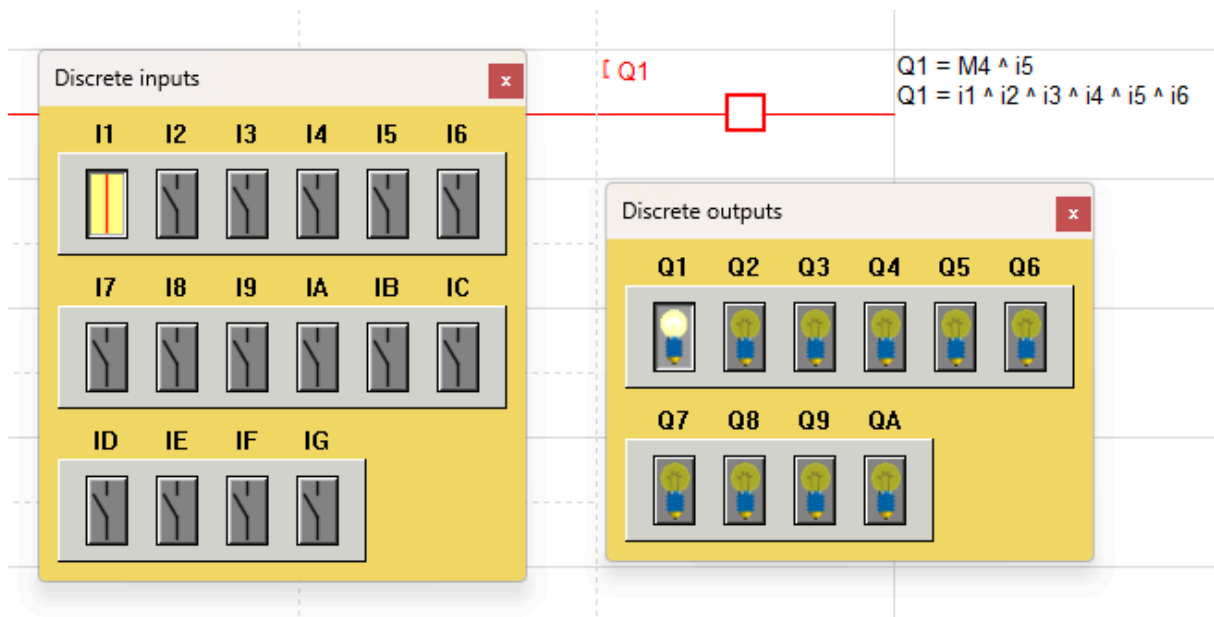 Discrete inputs
x
I1 I2 I3 I4 I5 I6
I7 I8 I9 IA IB IC
ID IE IF IG
[ Q1
Q1 = M4 ^ i5
Q1 = i1 ^ i2 ^ i3 ^ i4 ^ i5 ^ i6
Discrete outputs
x
Q1 Q2 Q3 Q4 Q5 Q6
Q7 Q8 Q9 QA